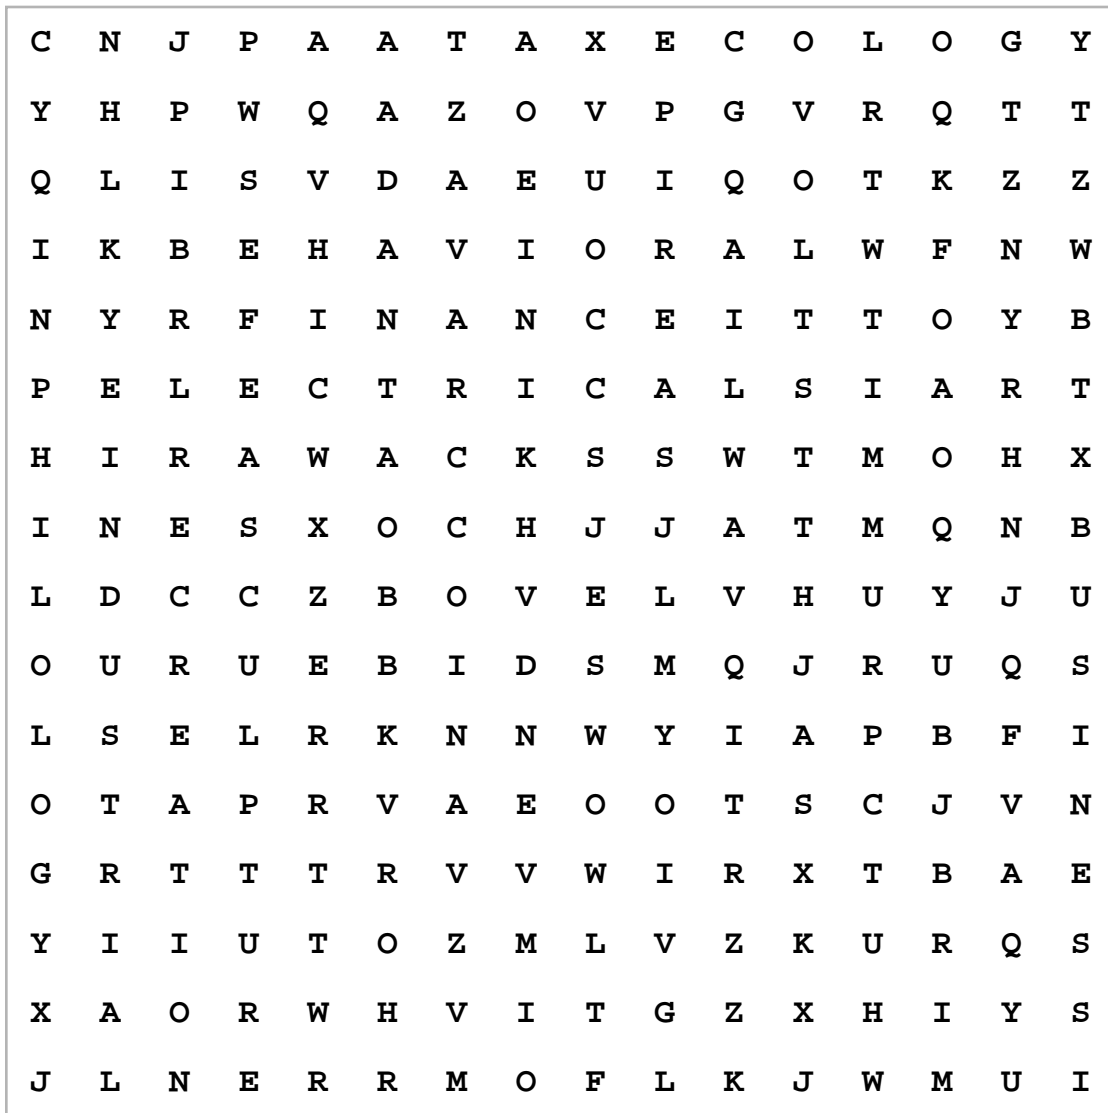 C N J P A A T A X E C O L O G Y
Y H P W Q A Z O V P G V R Q T T
Q L I S V D A E U I Q O T K Z Z
I K B E H A V I O R A L W F N W
N Y R F I N A N C E I T T O Y B
P E L E C T R I C A L S I A R T
H I R A W A C K S S W T M O H X
I N E S X O C H J J A T M Q N B
L D C C Z B O V E L V H U Y J U
O U R U E B I D S M Q J R U Q S
L S E L R K N N W Y I A P B F I
O T A P R V A E O O T S C J V N
G R T T T R V V W I R X T B A E
Y I I U T O Z M L V Z K U R Q S
X A O R W H V I T G Z X H I Y S
J L N E R R M O F L K J W M U I